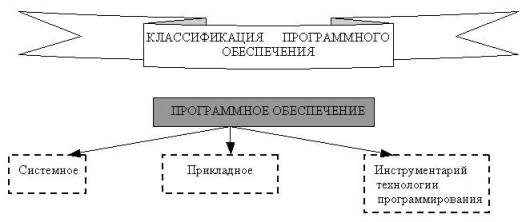 КЛАССИФИКАЦИЯ ПРОГРАММНОГО
ОБЕСПЕЧЕНИЯ
ПРОГРАММНОЕ ОБЕСПЕЧЕНИЕ
Системное
Прикладное
Инструментарий
технологии
программирования